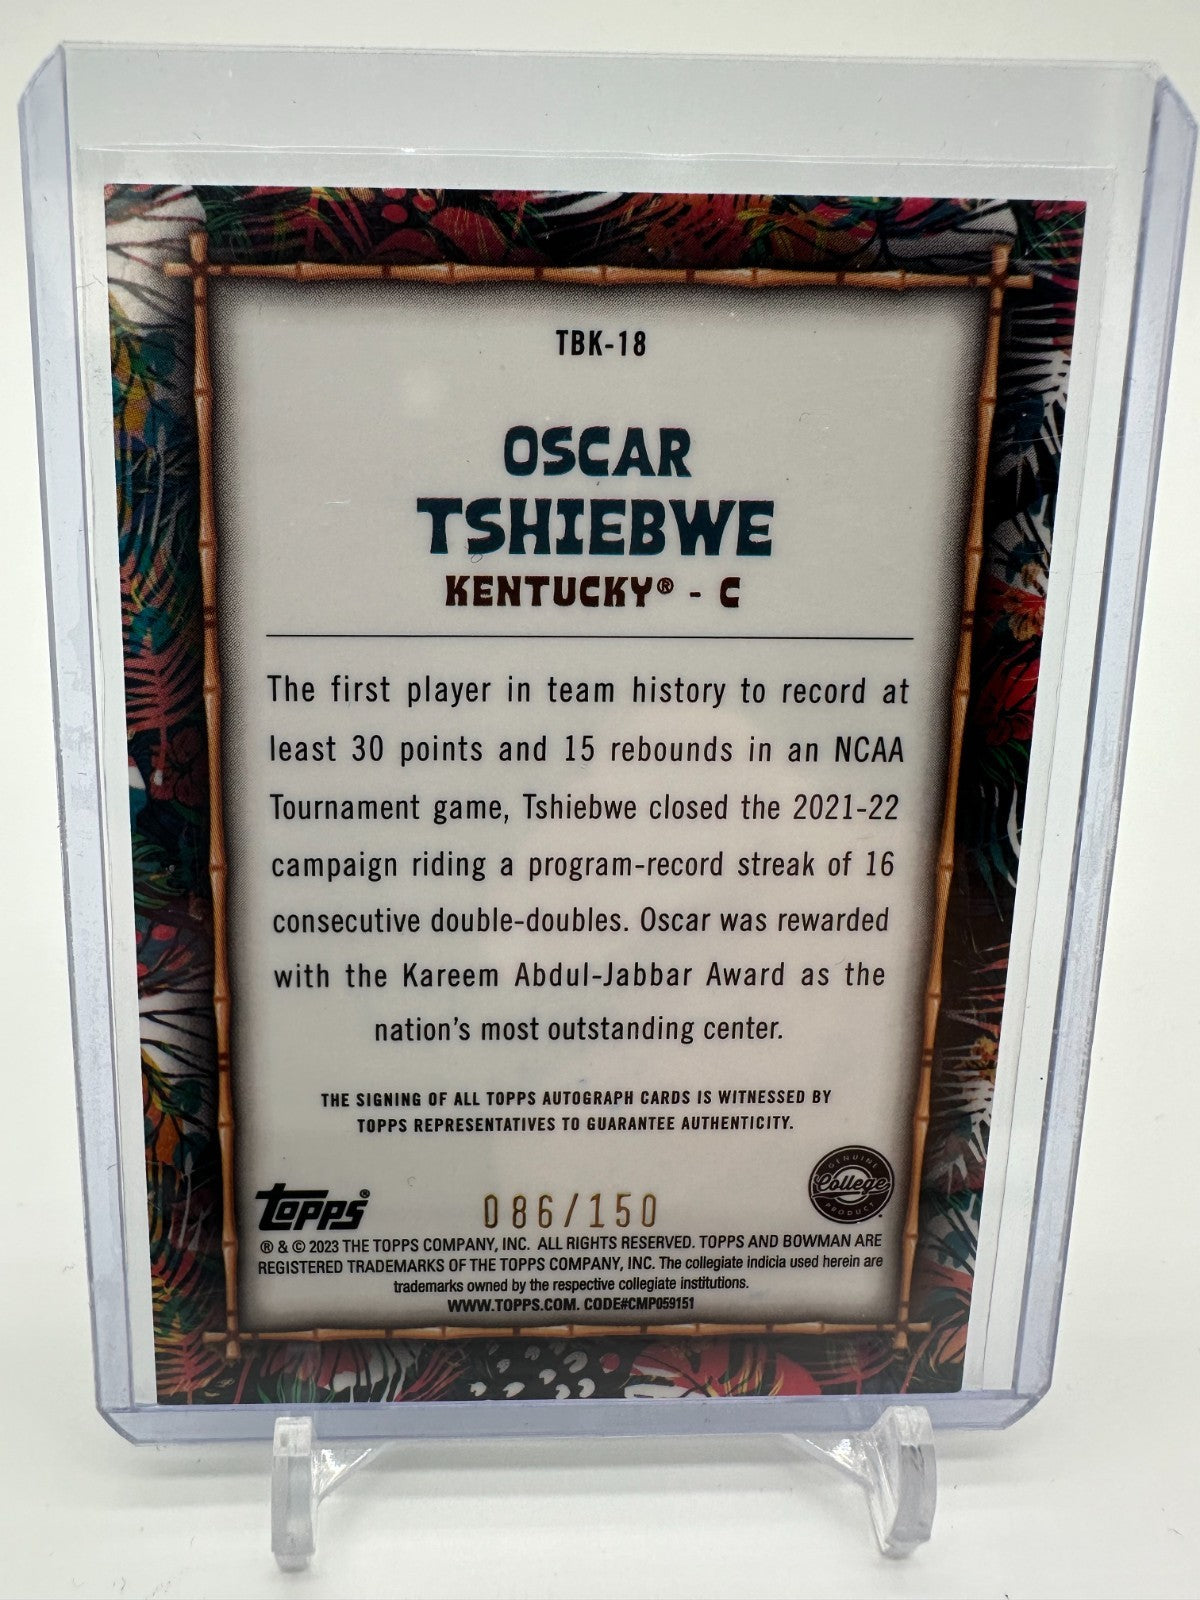 TBK-18
OSCAR
TSHIEBWE
KENTUCKY® - C
The first player in team history to record at
least 30 points and 15 rebounds in an NCAA
Tournament game, Tshiebwe closed the 2021-22
campaign riding a program-record streak of 16
consecutive double-doubles. Oscar was rewarded
with the Kareem Abdul-Jabbar Award as the
nation's most outstanding center.
THE SIGNING OF ALL TOPPS AUTOGRAPH CARDS IS WITNESSED BY
TOPPS REPRESENTATIVES TO GUARANTEE AUTHENTICITY.
GENUINE
College
PRODUCT
topps®
086/150
® & © 2023 THE TOPPS COMPANY, INC. ALL RIGHTS RESERVED. TOPPS AND BOWMAN ARE
REGISTERED TRADEMARKS OF THE TOPPS COMPANY, INC. The collegiate indicia used herein are
trademarks owned by the respective collegiate institutions.
WWW.TOPPS.COM. CODE#CMP059151